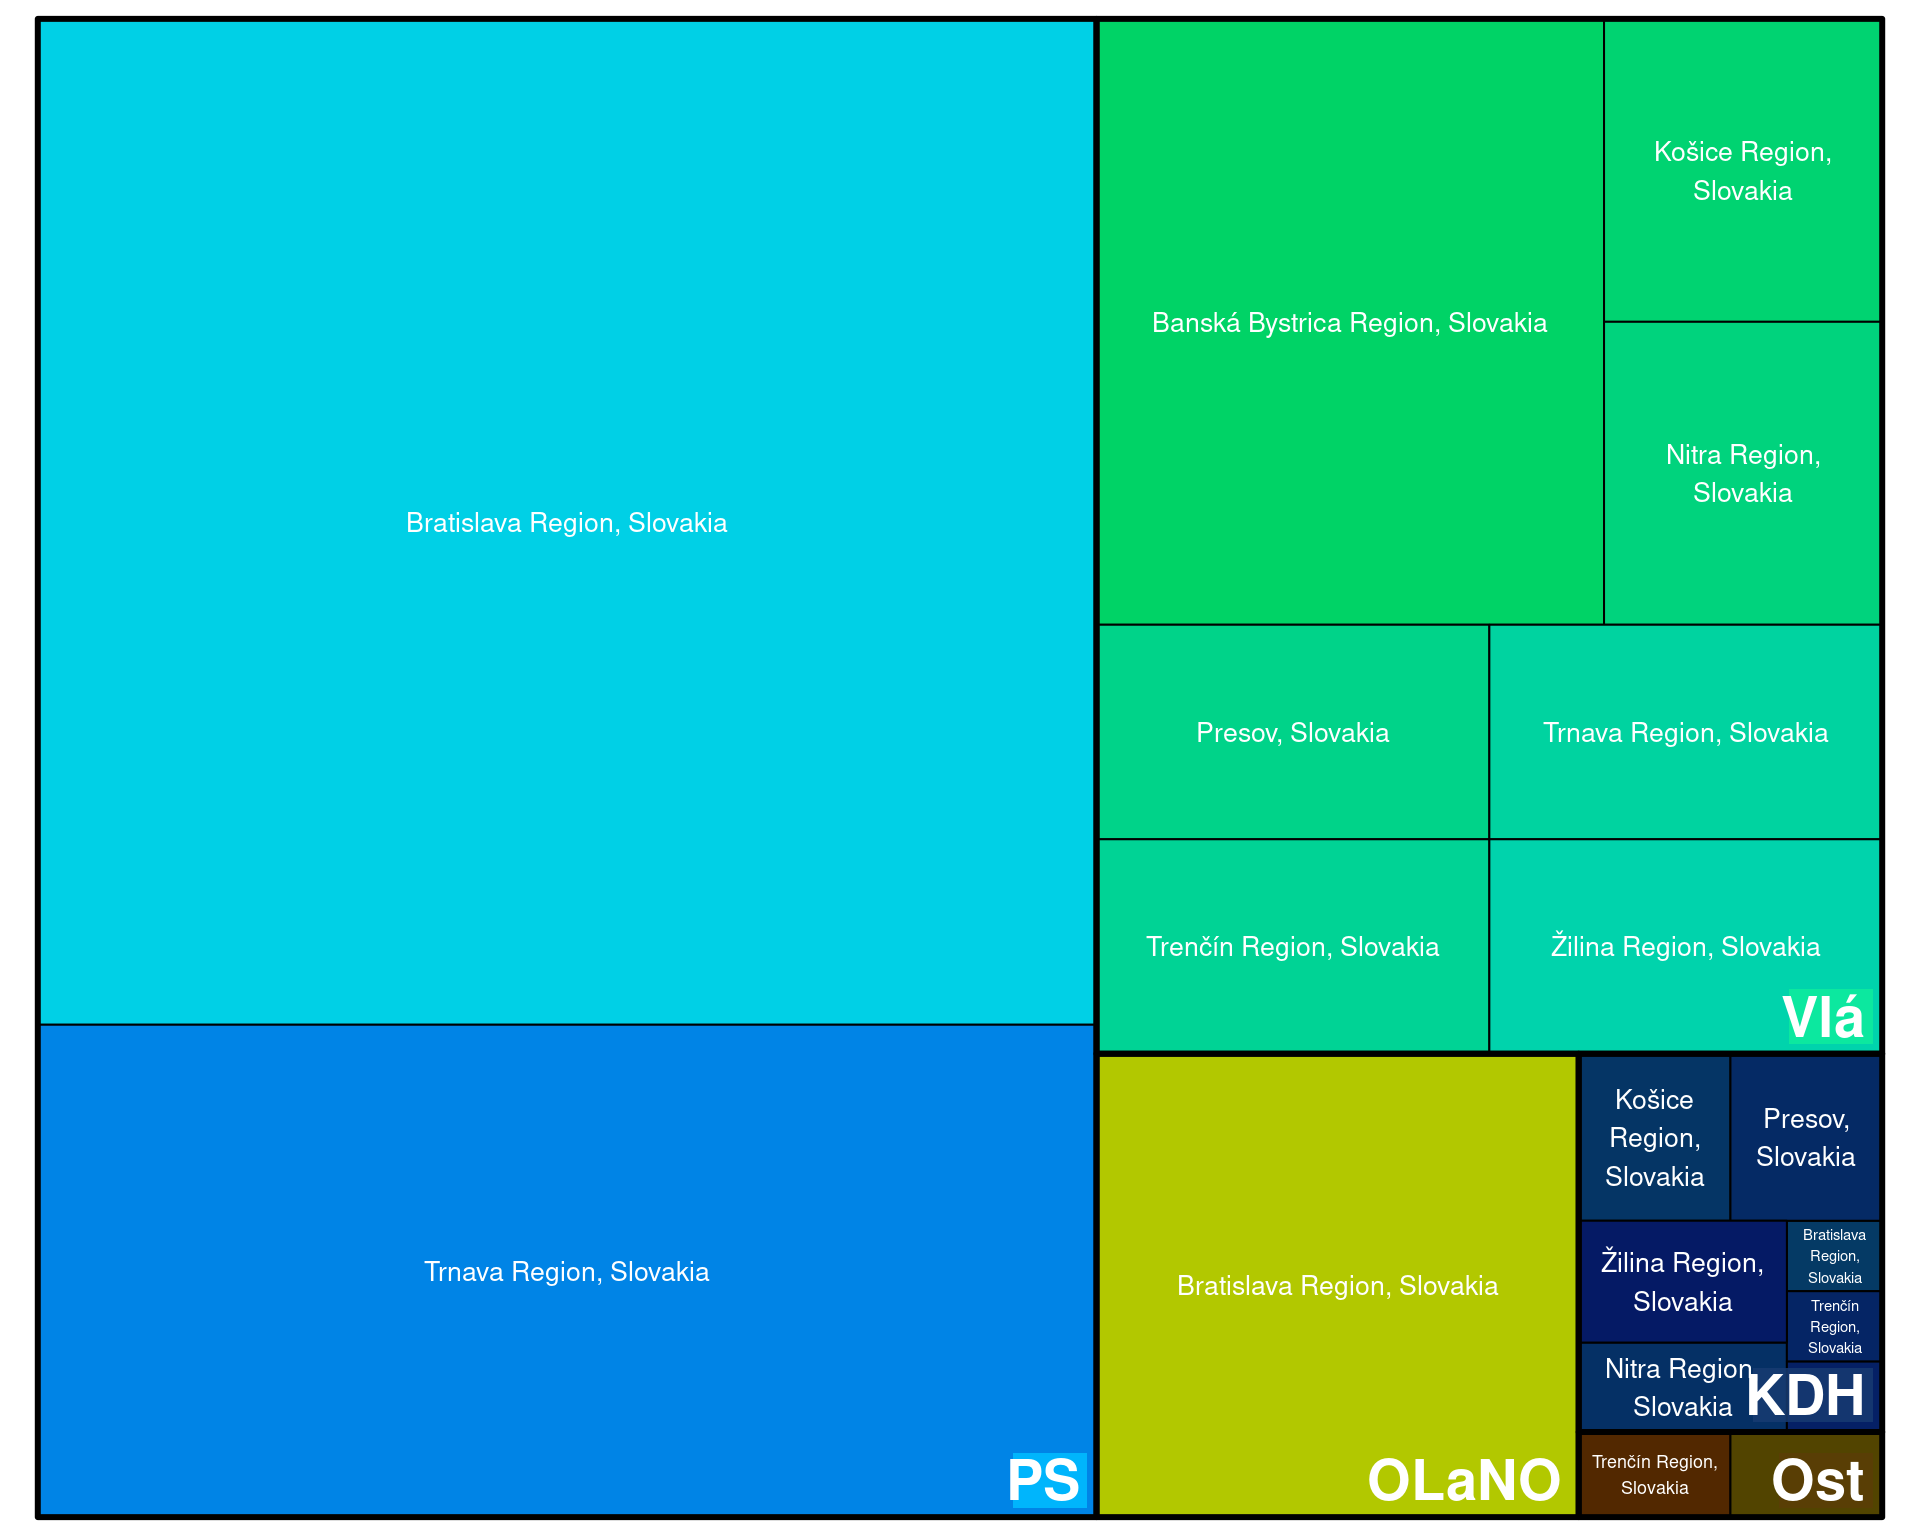 Bratislava Region, Slovakia
Trnava Region, Slovakia
PS
Banská Bystrica Region, Slovakia
Košice Region,
Slovakia
Nitra Region,
Slovakia
Presov, Slovakia
Trnava Region, Slovakia
Trenčín Region, Slovakia
Žilina Region, Slovakia
Vlá
Bratislava Region, Slovakia
OLaNO
Košice
Region,
Slovakia
Presov,
Slovakia
Žilina Region,
Slovakia
Bratislava
Region,
Slovakia
Trenčín
Region,
Slovakia
Nitra Region
Slovakia
KDH
Trenčín Region,
Slovakia
Ost